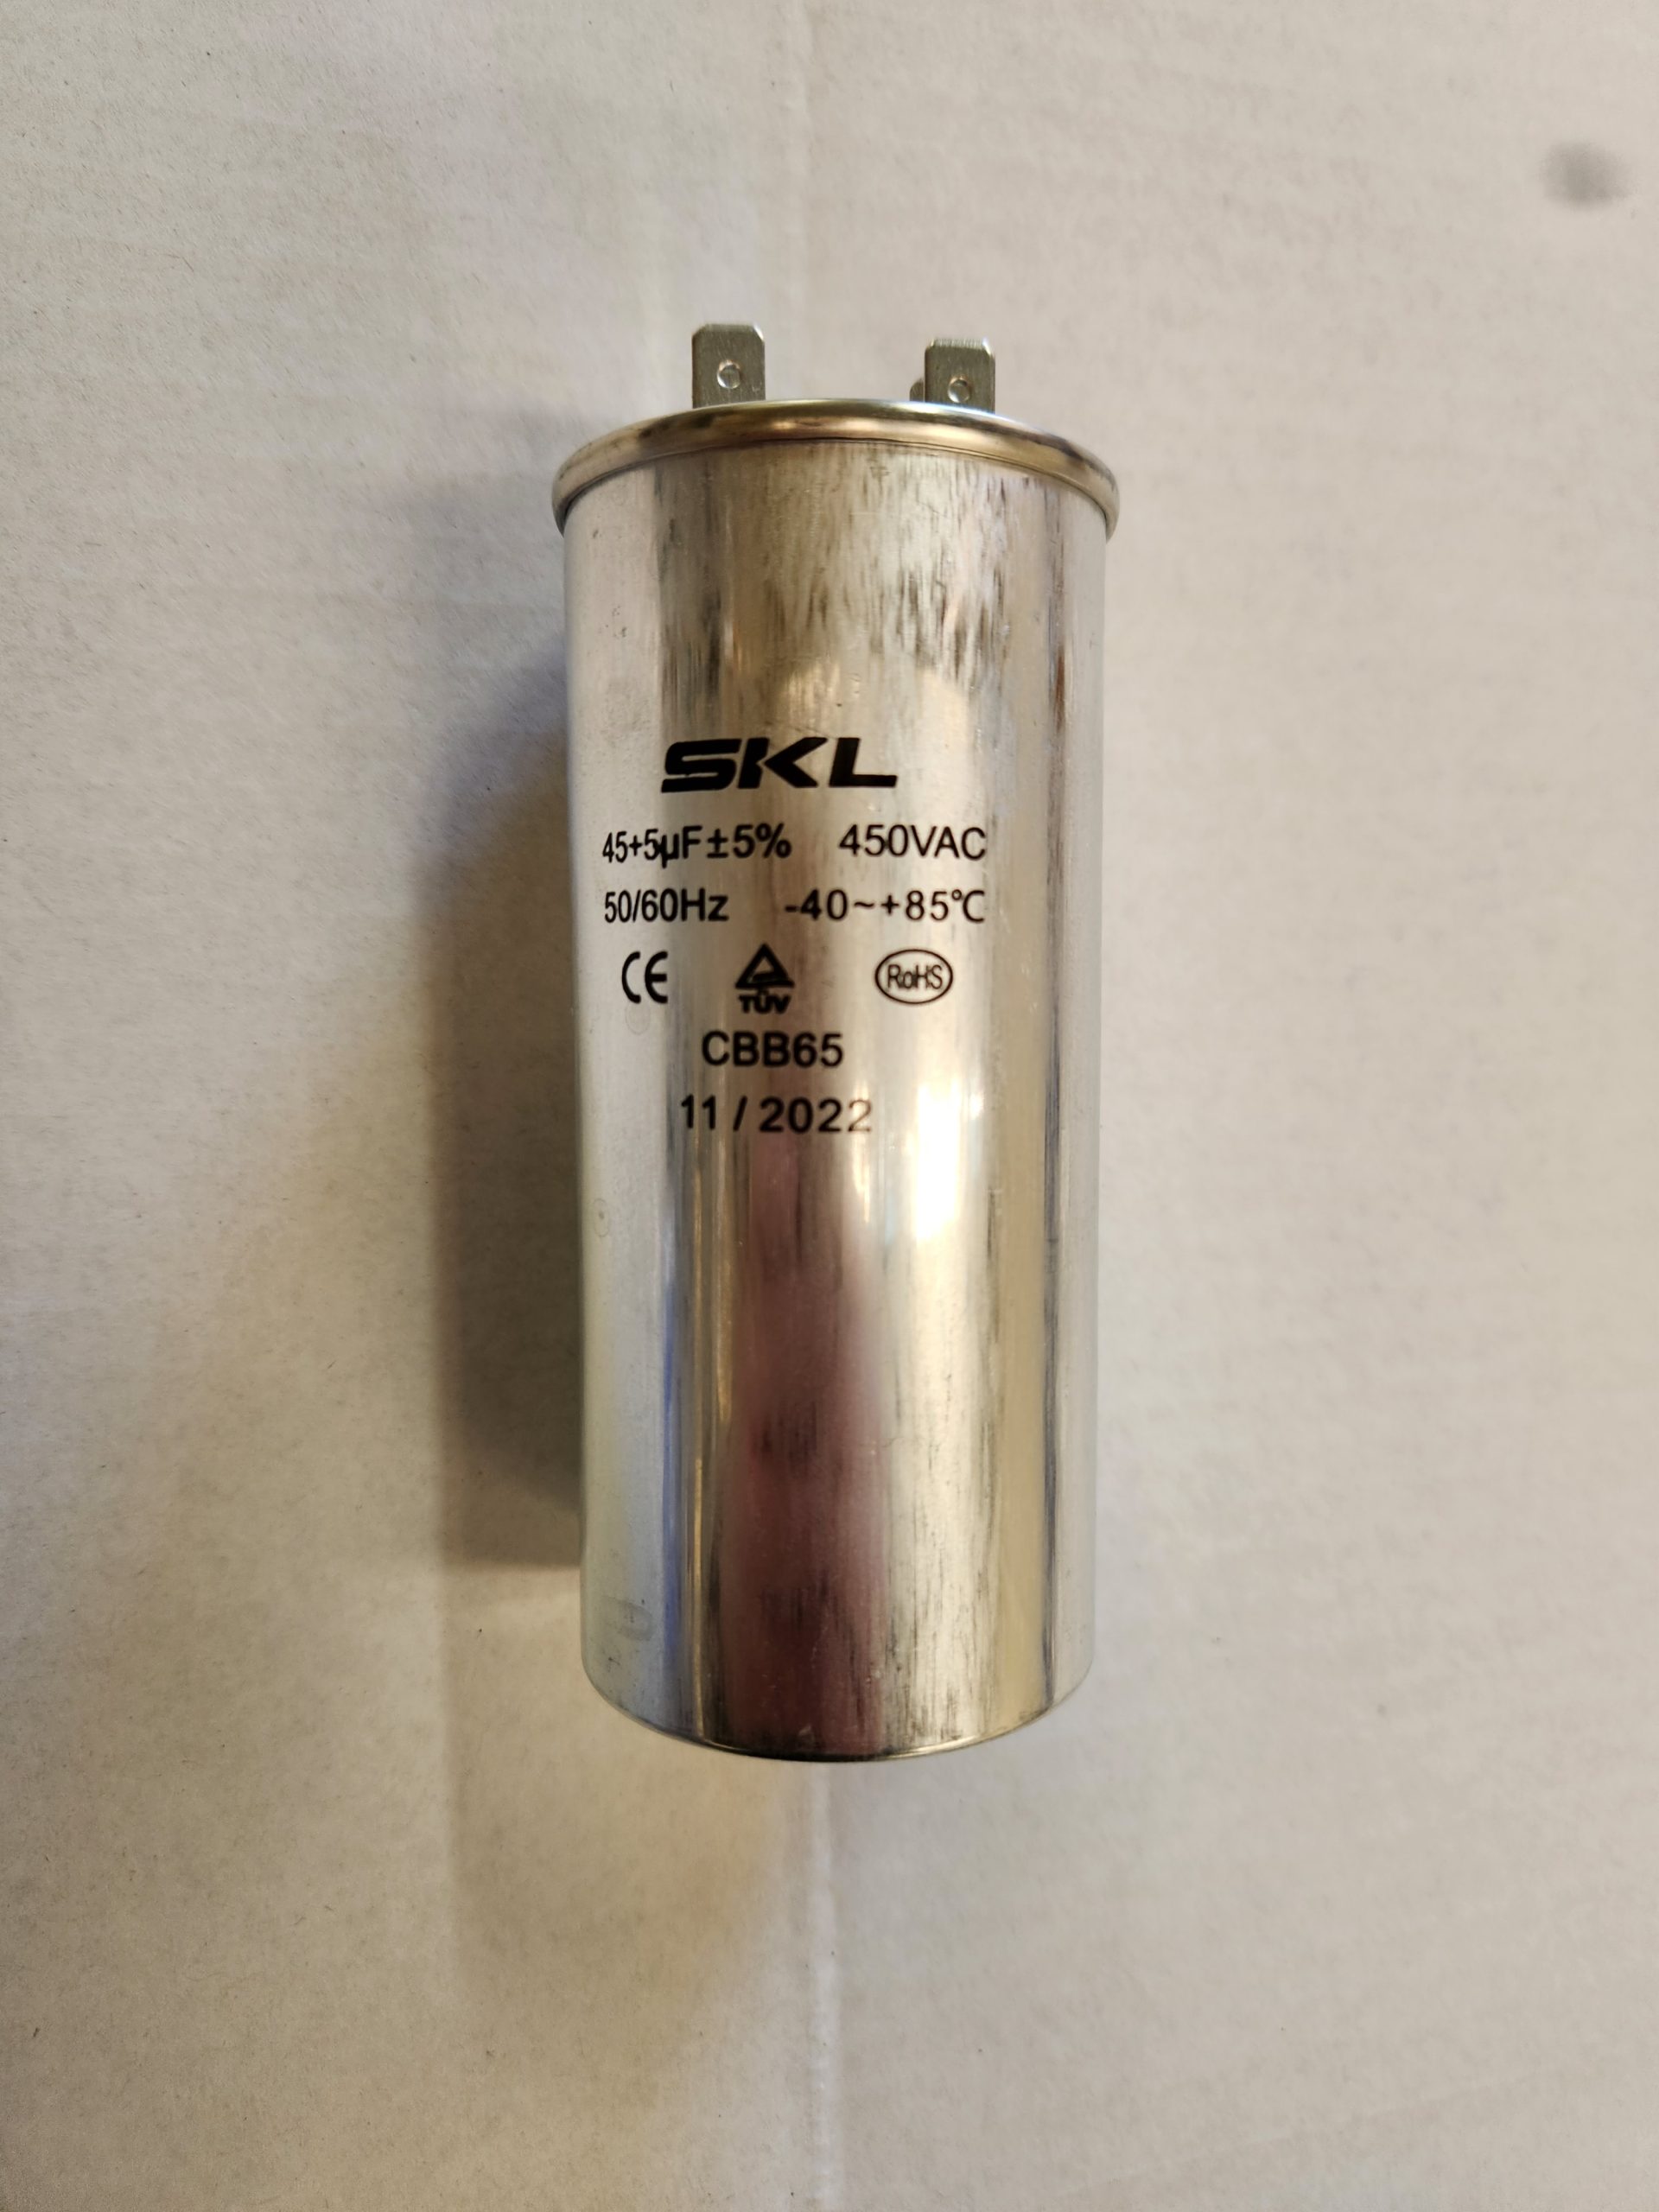 SKL
45+5μF±5% 450VAC
50/60Hz -40~+85℃
CE TÜV RoHS
CBB65
11/2022